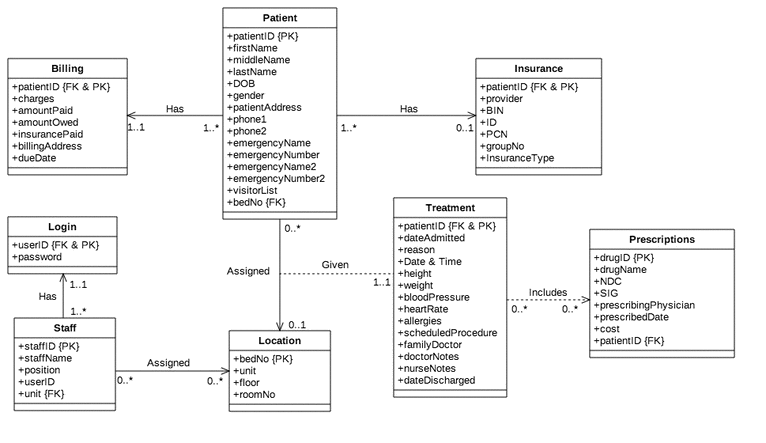 Patient
+patientID {PK}
+firstName
+middleName
+lastName
+DOB
+gender
+patientAddress
+phone1
+phone2
+emergencyName
+emergencyNumber
+emergencyName2
+emergencyNumber2
+visitorList
+bedNo {FK}
Billing
+patientID {FK & PK}
+charges
+amountPaid
+amountOwed
+insurancePaid
+billingAddress
+dueDate
Has
1..1
1..*
Insurance
+patientID {FK & PK}
+provider
+BIN
+ID
+PCN
+groupNo
+InsuranceType
Has
1..*
0..1
Login
+userID {FK & PK}
+password
1..1
Has
1..*
Staff
+staffID {PK}
+staffName
+position
+userID
+unit {FK}
Assigned
0..*
0..*
0..*
Assigned
0..1
Given
1..1
Location
+bedNo {PK}
+unit
+floor
+roomNo
Treatment
+patientID {FK & PK}
+dateAdmitted
+reason
+Date & Time
+height
+weight
+bloodPressure
+heartRate
+allergies
+scheduledProcedure
+familyDoctor
+doctorNotes
+nurseNotes
+dateDischarged
Includes
0..*
0..*
Prescriptions
+drugID {PK}
+drugName
+NDC
+SIG
+prescribingPhysician
+prescribedDate
+cost
+patientID {FK}